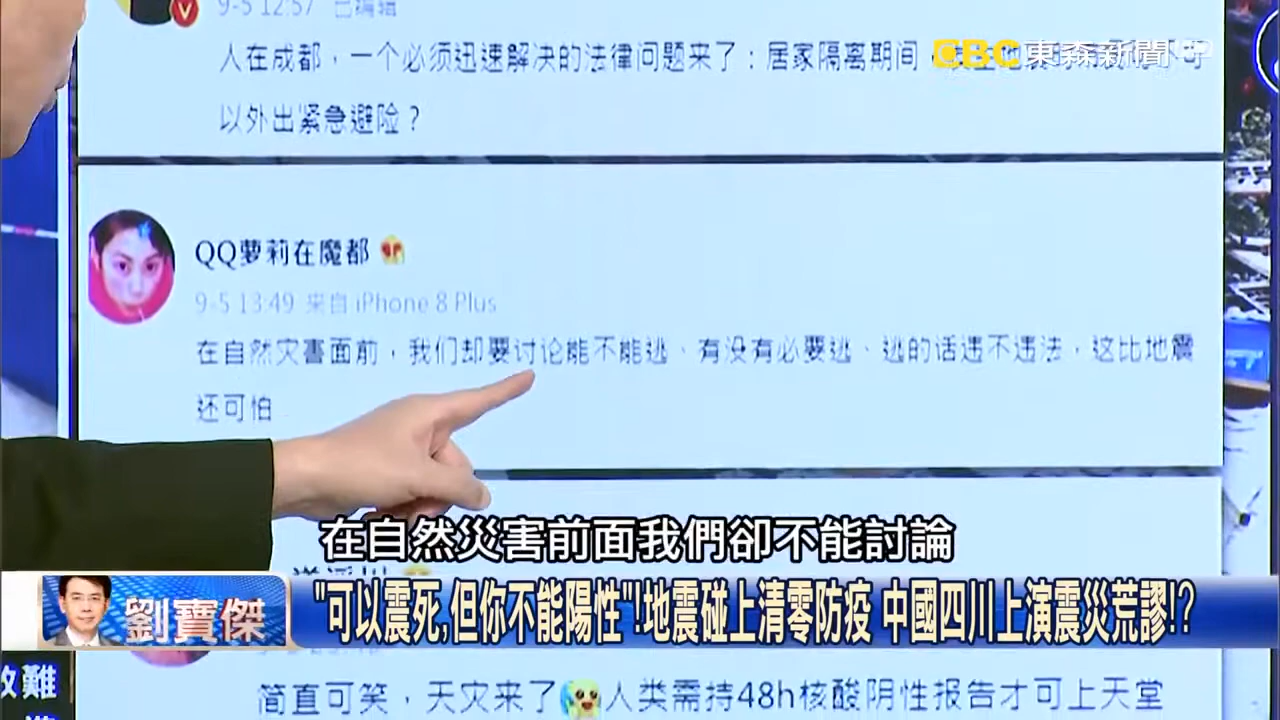 9-5 12:57 已编辑
EBC 東森新聞
人在成都，一个必须迅速解决的法律问题来了：居家隔离期间
以外出紧急避险？
QQ萝莉在魔都
9-5 13:49 来自 iPhone 8 Plus
在自然灾害面前，我们却要讨论能不能逃、有没有必要逃、逃的话违不违法，这比地震
还可怕
在自然災害前面我們卻不能討論
劉寶傑
"可以震死,但你不能陽性"!地震碰上清零防疫 中國四川上演震災荒謬!?
難
简直可笑，天灾来了 人类需持48h核酸阴性报告才可上天堂